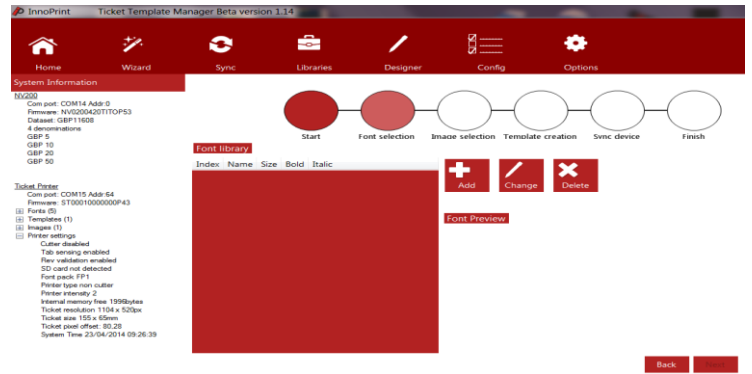 InnoPrint Ticket Template Manager Beta version 1.14
Home Wizard Sync Libraries Designer Config Options
System Information
NV200
Com port: COM14 Addr:0
Firmware: NV0200420TITOP53
Dataset: GBP11608
4 denominations
GBP 5
GBP 10
GBP 20
GBP 50
Ticket Printer
Com port: COM15 Addr:64
Firmware: ST00010000000P43
Fonts (5)
Templates (1)
Images (1)
Printer settings
Cutter disabled
Tab sensing enabled
Rev validation enabled
SD card not detected
Font pack: FP1
Printer type non cutter
Printer intensity 2
Internal memory free 1996bytes
Ticket resolution 1104 x 520px
Ticket size 155 x 65mm
Ticket pixel offset: 80,28
System Time 23/04/2014 09:26:39
Start Font selection Image selection Template creation Sync device Finish
Font library
Index Name Size Bold Italic
Add Change Delete
Font Preview
Back Next